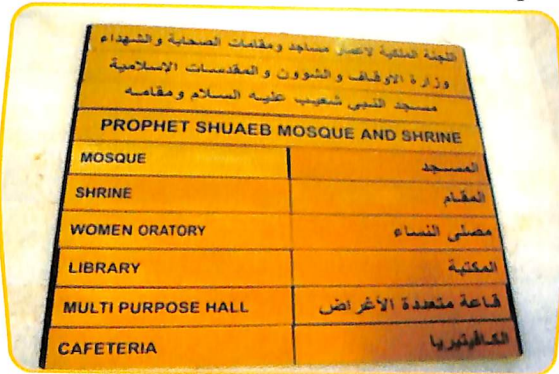 اللجنة الملكية لاعمار مساجد ومقامات الصحابة والشهداء
وزارة الاوقاف والشوون والمقدسات الاسلامية
مسجد النبي شعيب عليه السلام ومقامه
PROPHET SHUAEB MOSQUE AND SHRINE
MOSQUE المسجد
SHRINE المقام
WOMEN ORATORY مصلى النساء
LIBRARY المكتبة
MULTI PURPOSE HALL قاعة متعددة الأغراض
CAFETERIA الكافيتيريا